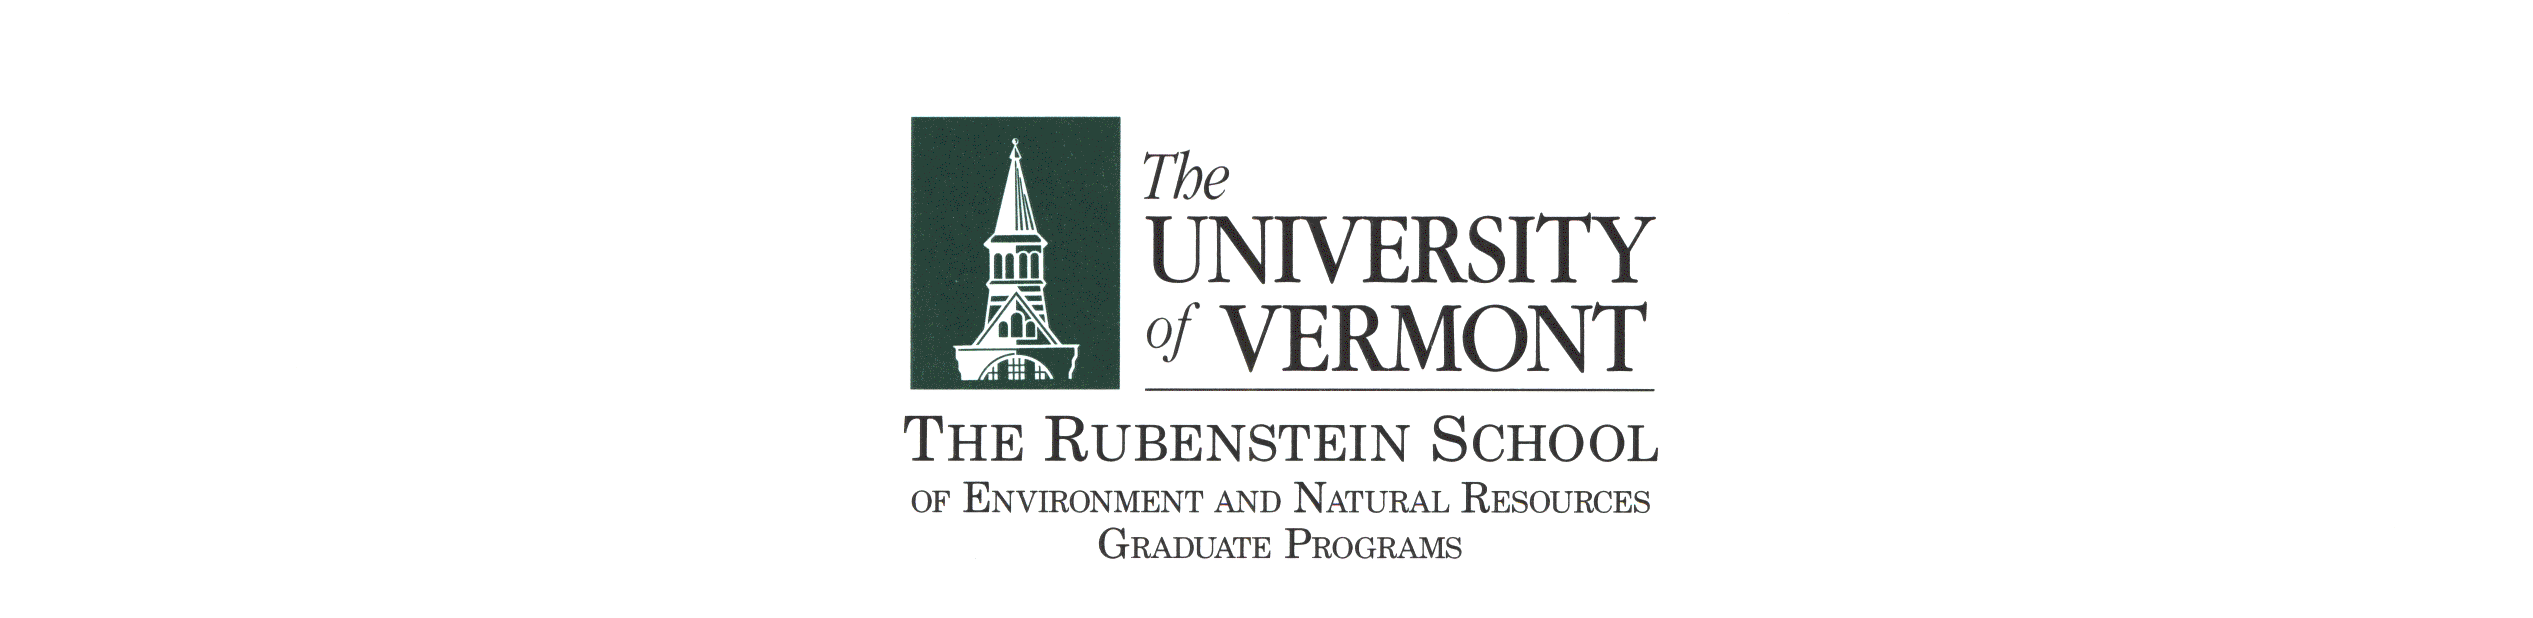 The
UNIVERSITY
of VERMONT
THE RUBENSTEIN SCHOOL
OF ENVIRONMENT AND NATURAL RESOURCES
GRADUATE PROGRAMS